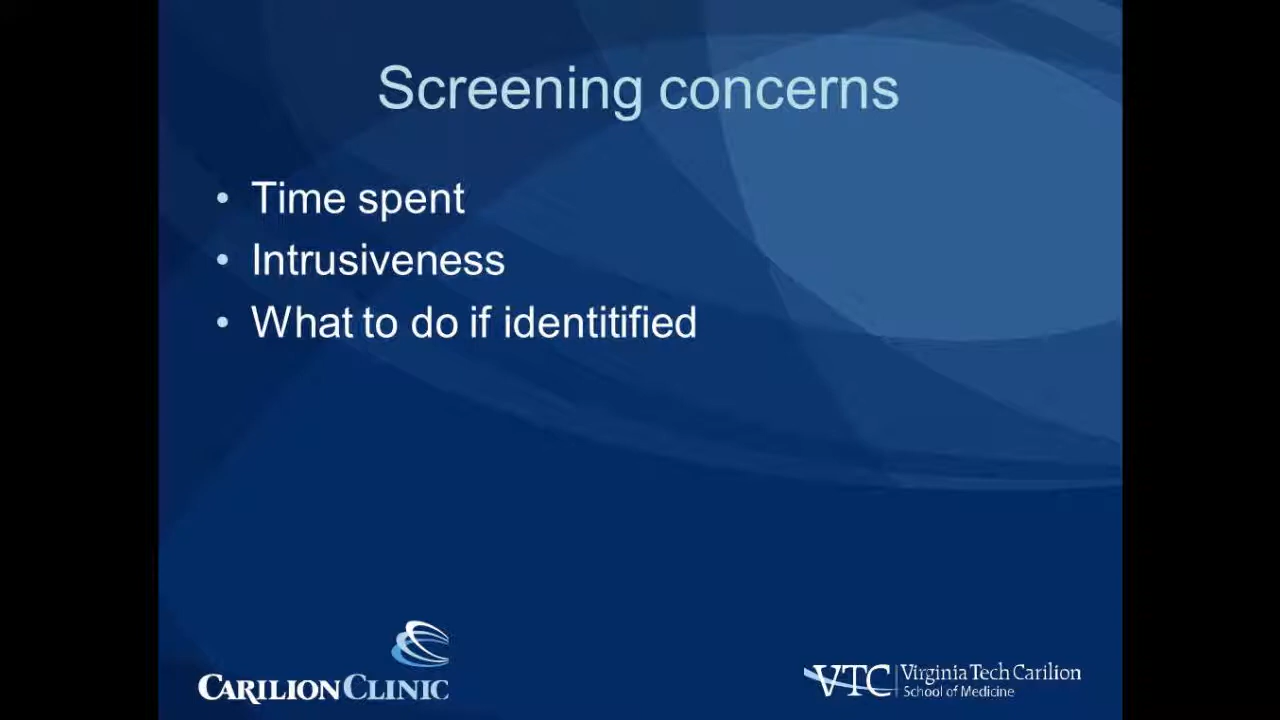 Screening concerns
• Time spent
• Intrusiveness
• What to do if identitified
CARILION CLINIC
VTC Virginia Tech Carilion
School of Medicine